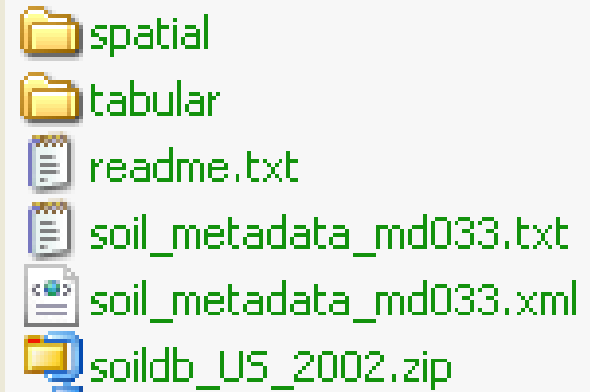 spatial
tabular
readme.txt
soil_metadata_md033.txt
soil_metadata_md033.xml
soildb_US_2002.zip